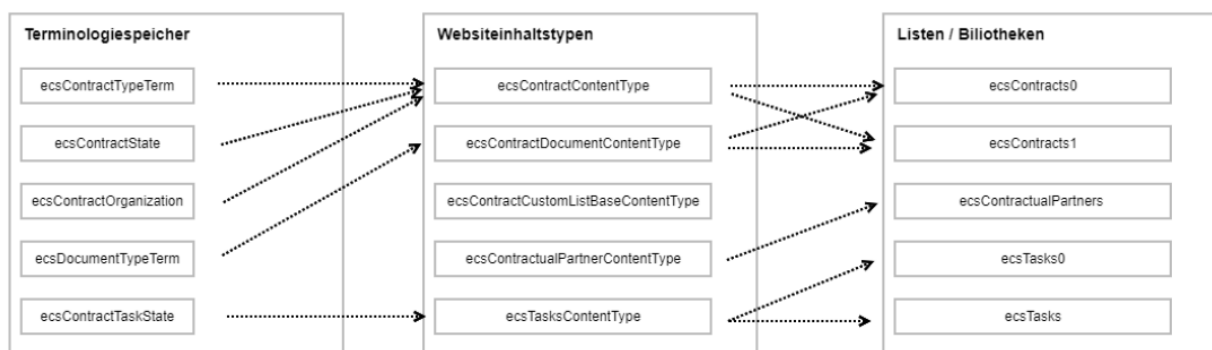 Terminologiespeicher
ecsContractTypeTerm
ecsContractState
ecsContractOrganization
ecsDocumentTypeTerm
ecsContractTaskState
Websiteinhaltstypen
ecsContractContentType
ecsContractDocumentContentType
ecsContractCustomListBaseContentType
ecsContractualPartnerContentType
ecsTasksContentType
Listen / Biliotheken
ecsContracts0
ecsContracts1
ecsContractualPartners
ecsTasks0
ecsTasks